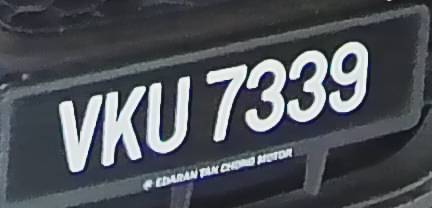 VKU 7339
EDARAN TAN CHONG MOTOR